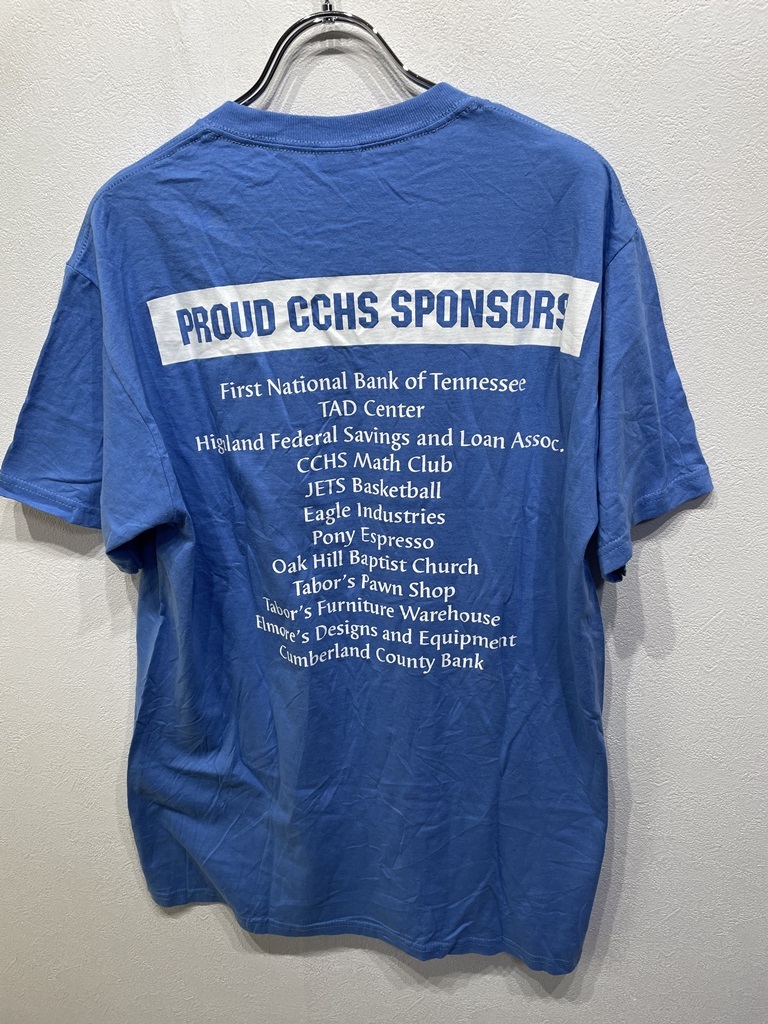 PROUD CCHS SPONSORS
First National Bank of Tennessee
TAD Center
Highland Federal Savings and Loan Assoc.
CCHS Math Club
JETS Basketball
Eagle Industries
Pony Espresso
Oak Hill Baptist Church
Tabor's Pawn Shop
Tabor's Furniture Warehouse
Elmore's Designs and Equipment
Cumberland County Bank